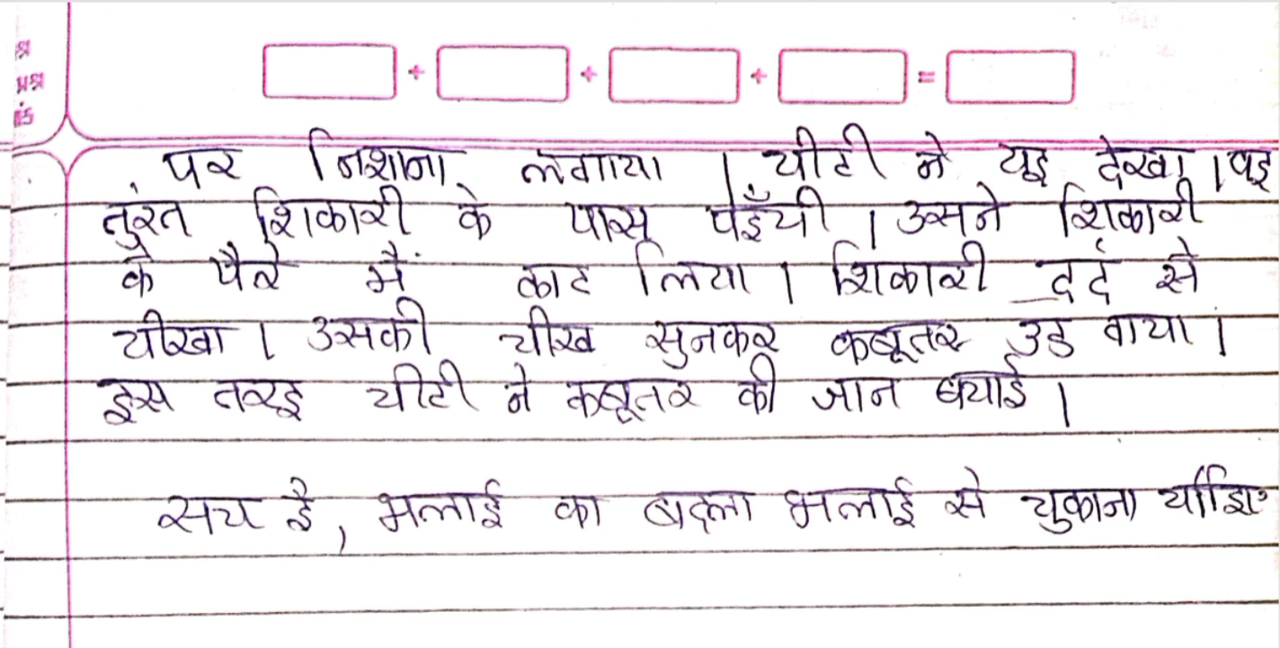 प्रश्न
+ + + =
पर निशाना लगाया । चीटी ने यह देखा । वह
तुरंत शिकारी के पास पहुँची । उसने शिकारी
के पैर में काट लिया । शिकारी दर्द से
चीखा । उसकी चीख सुनकर कबूतर उड गया ।
इस तरह चीटी ने कबूतर की जान बचाई ।
सच है, भलाई का बदला भलाई से चुकाना चाहिए